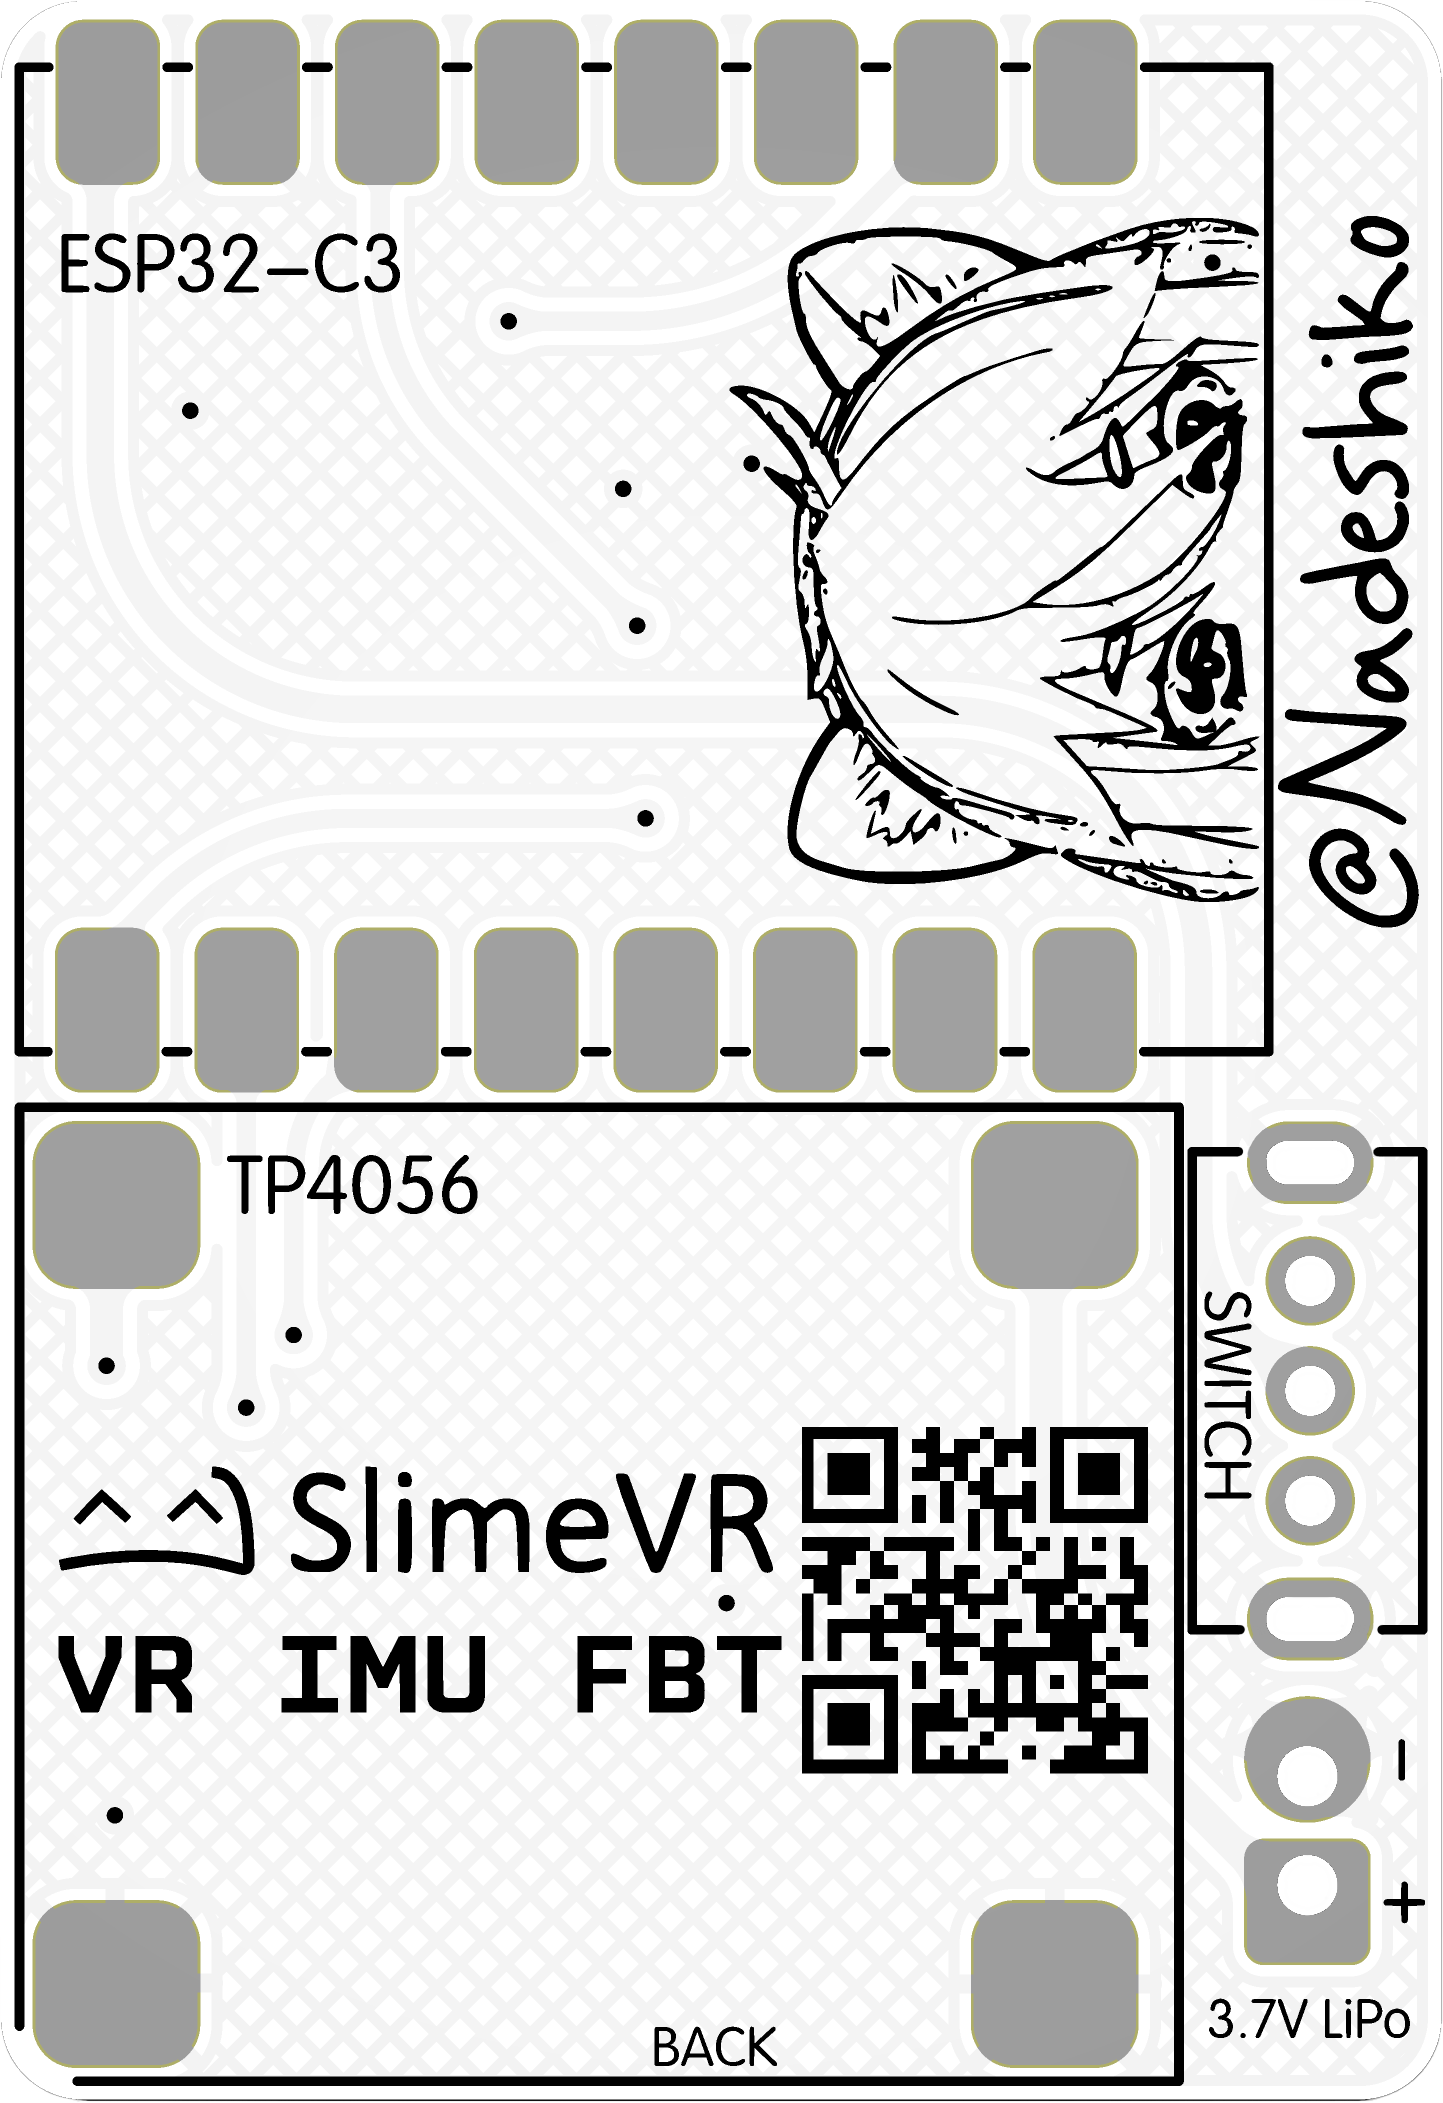 ESP32-C3
@Nadeshiko
TP4056
SWITCH
SlimeVR
VR IMU FBT
-
+
3.7V LiPo
BACK